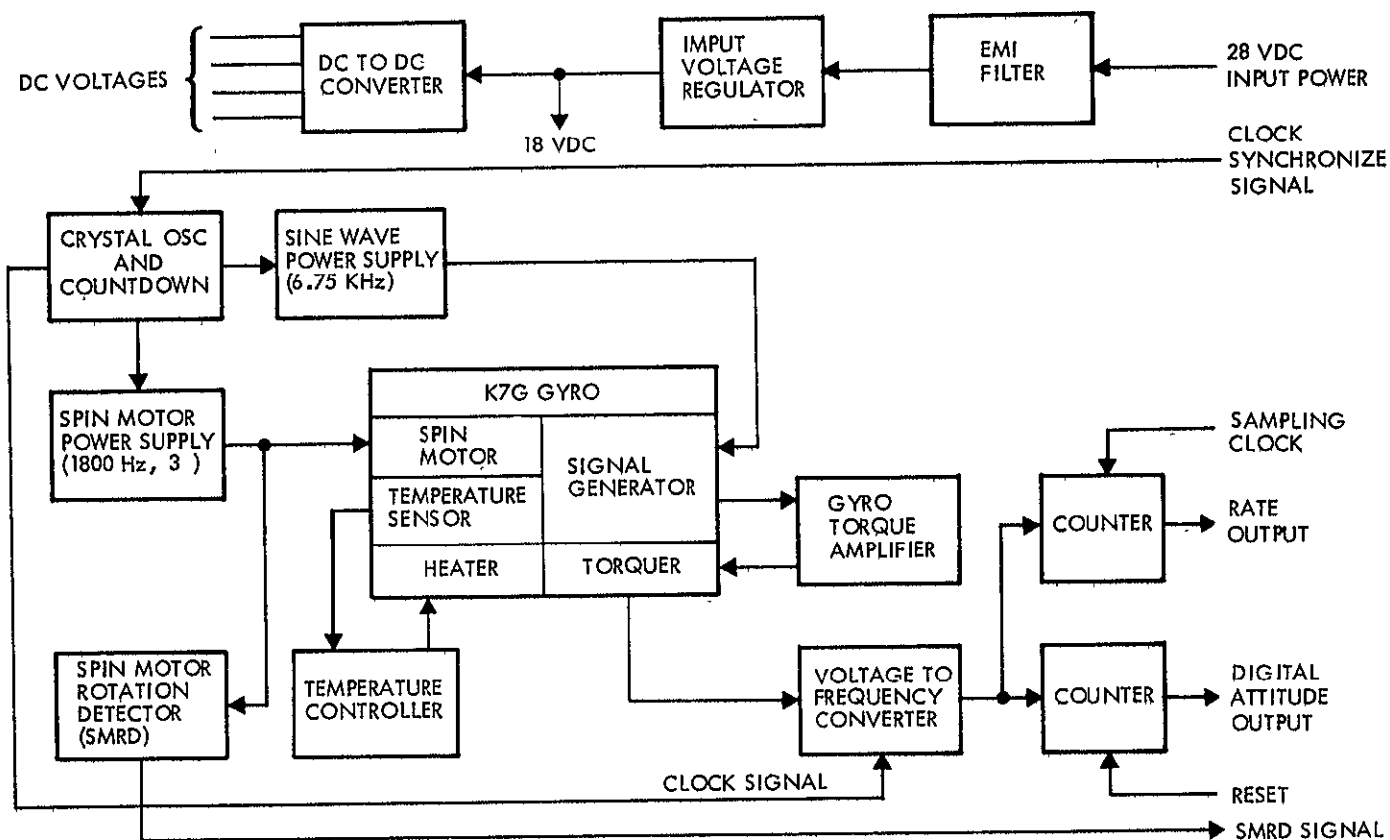 DC VOLTAGES
DC TO DC
CONVERTER
18 VDC
IMPUT
VOLTAGE
REGULATOR
EMI
FILTER
28 VDC
INPUT POWER
CLOCK
SYNCHRONIZE
SIGNAL
CRYSTAL OSC
AND
COUNTDOWN
SINE WAVE
POWER SUPPLY
(6.75 KHz)
SPIN MOTOR
POWER SUPPLY
(1800 Hz, 3 )
K7G GYRO
SPIN
MOTOR
TEMPERATURE
SENSOR
HEATER
SIGNAL
GENERATOR
TORQUER
GYRO
TORQUE
AMPLIFIER
SAMPLING
CLOCK
COUNTER
RATE
OUTPUT
SPIN MOTOR
ROTATION
DETECTOR
(SMRD)
TEMPERATURE
CONTROLLER
VOLTAGE TO
FREQUENCY
CONVERTER
COUNTER
DIGITAL
ATTITUDE
OUTPUT
CLOCK SIGNAL
RESET
SMRD SIGNAL